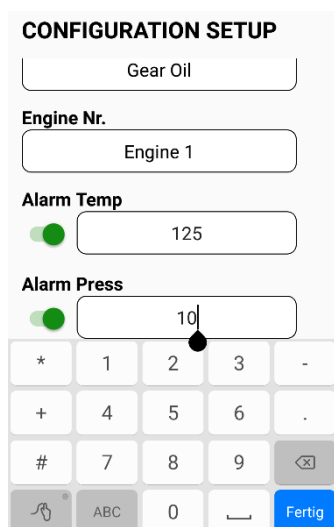 CONFIGURATION SETUP
Gear Oil
Engine Nr.
Engine 1
Alarm Temp
125
Alarm Press
10
* 1 2 3 -
+ 4 5 6 .
# 7 8 9
ABC 0 Fertig